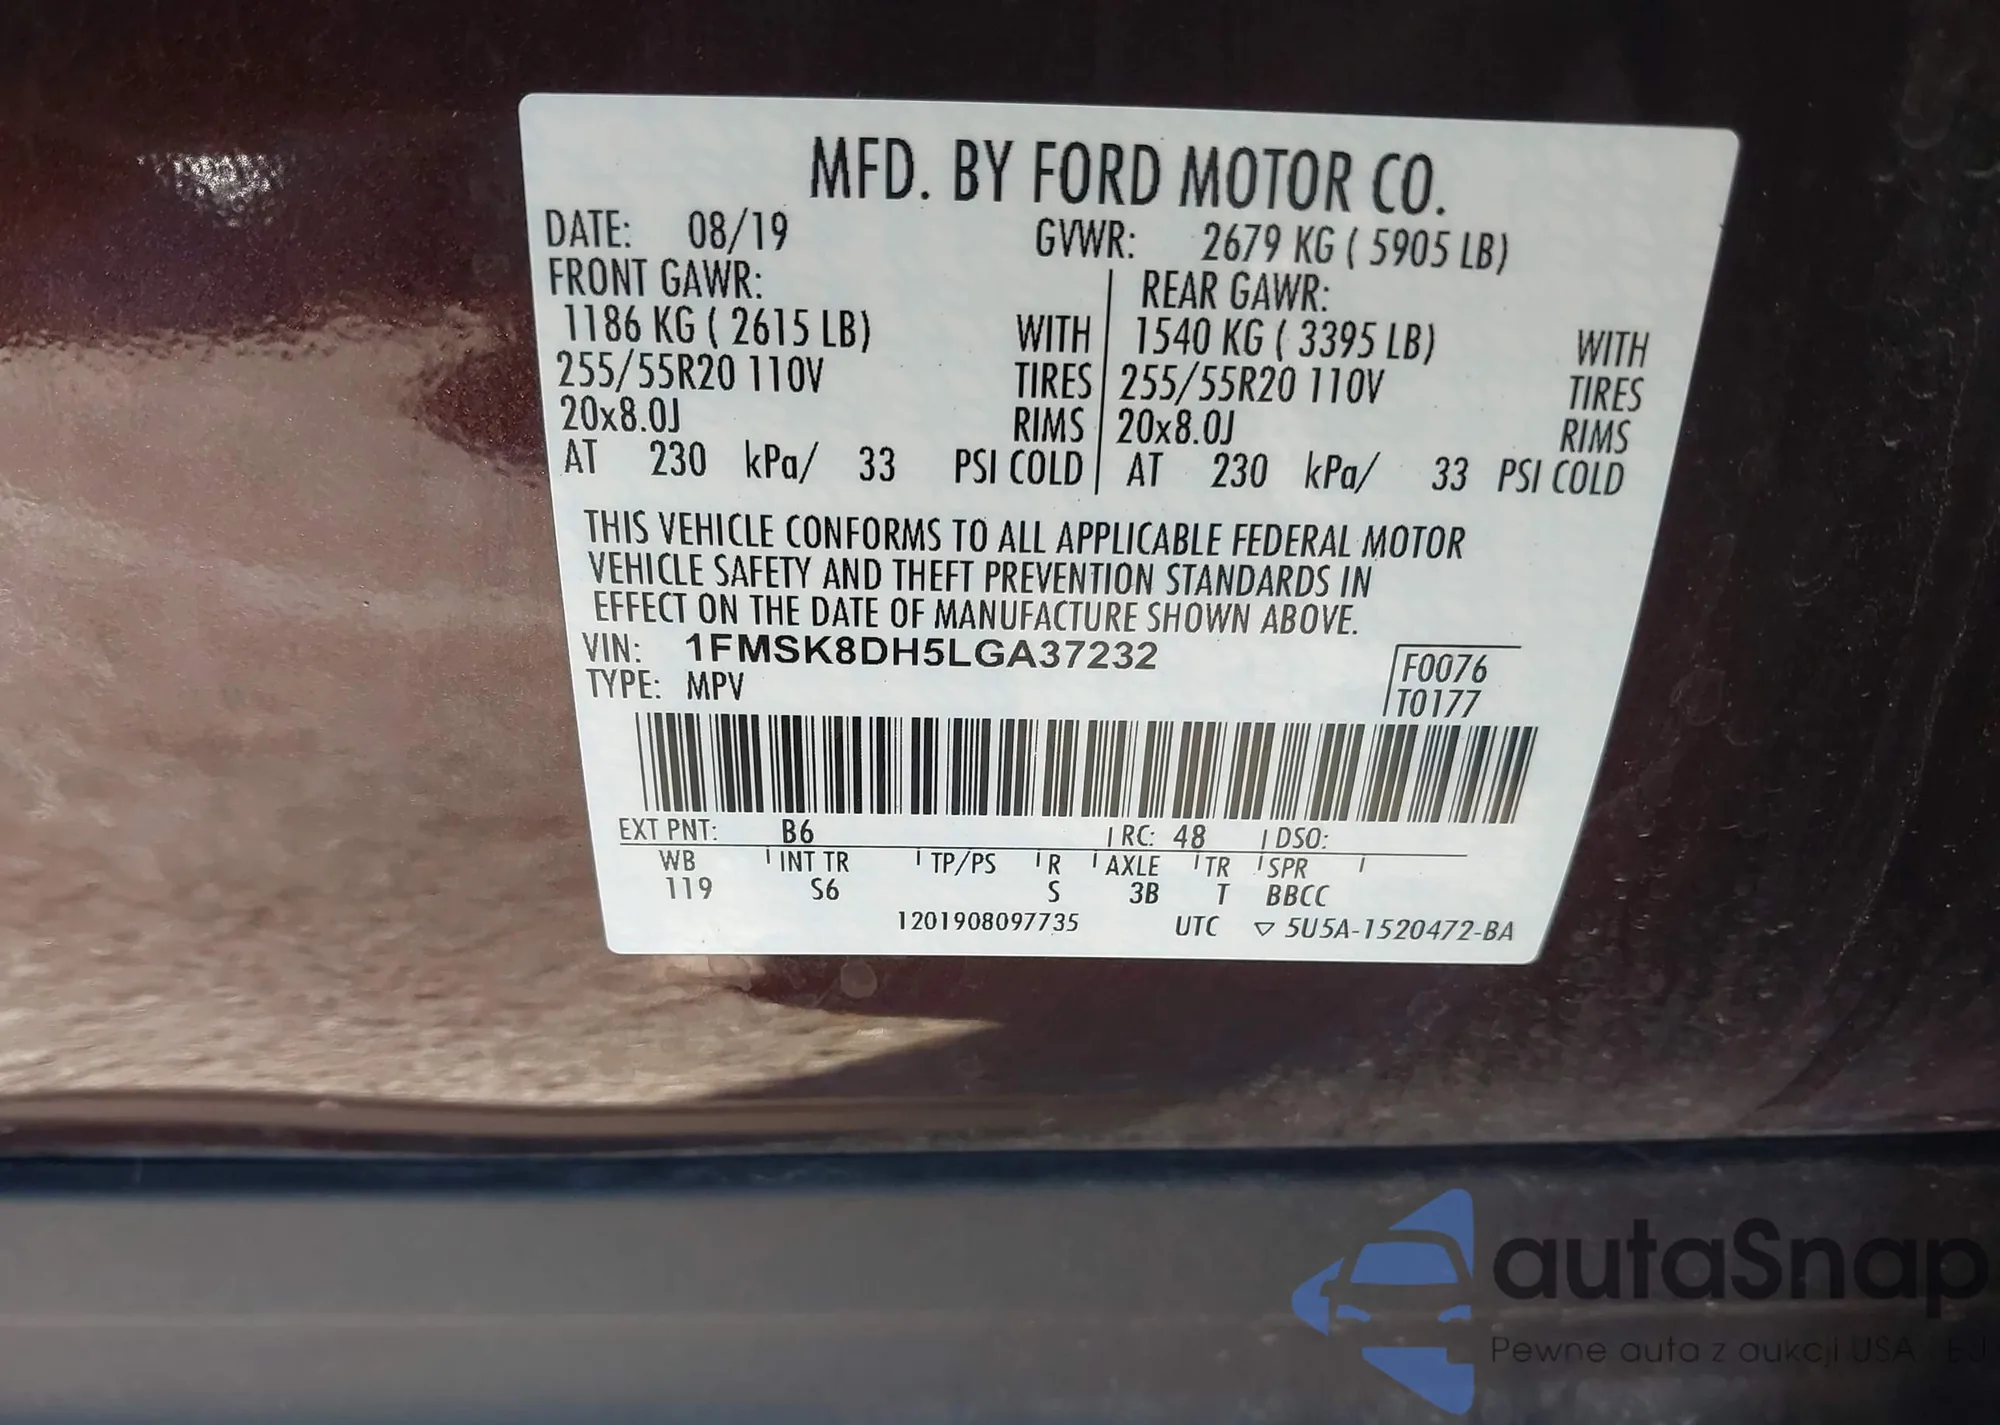 MFD. BY FORD MOTOR CO.
DATE: 08/19 GVWR: 2679 KG ( 5905 LB)
FRONT GAWR: REAR GAWR:
1186 KG ( 2615 LB) WITH 1540 KG ( 3395 LB) WITH
255/55R20 110V TIRES 255/55R20 110V TIRES
20x8.0J RIMS 20x8.0J RIMS
AT 230 kPa/ 33 PSI COLD AT 230 kPa/ 33 PSI COLD
THIS VEHICLE CONFORMS TO ALL APPLICABLE FEDERAL MOTOR
VEHICLE SAFETY AND THEFT PREVENTION STANDARDS IN
EFFECT ON THE DATE OF MANUFACTURE SHOWN ABOVE.
VIN: 1FMSK8DH5LGA37232
TYPE: MPV
F0076
T0177
EXT PNT: B6 RC: 48 DSO:
WB INT TR TP/PS R AXLE TR SPR
119 S6 S 3B T BBCC
1201908097735 UTC ▽ 5U5A-1520472-BA
autaSnap
Pewne auta z aukcji USA i EU